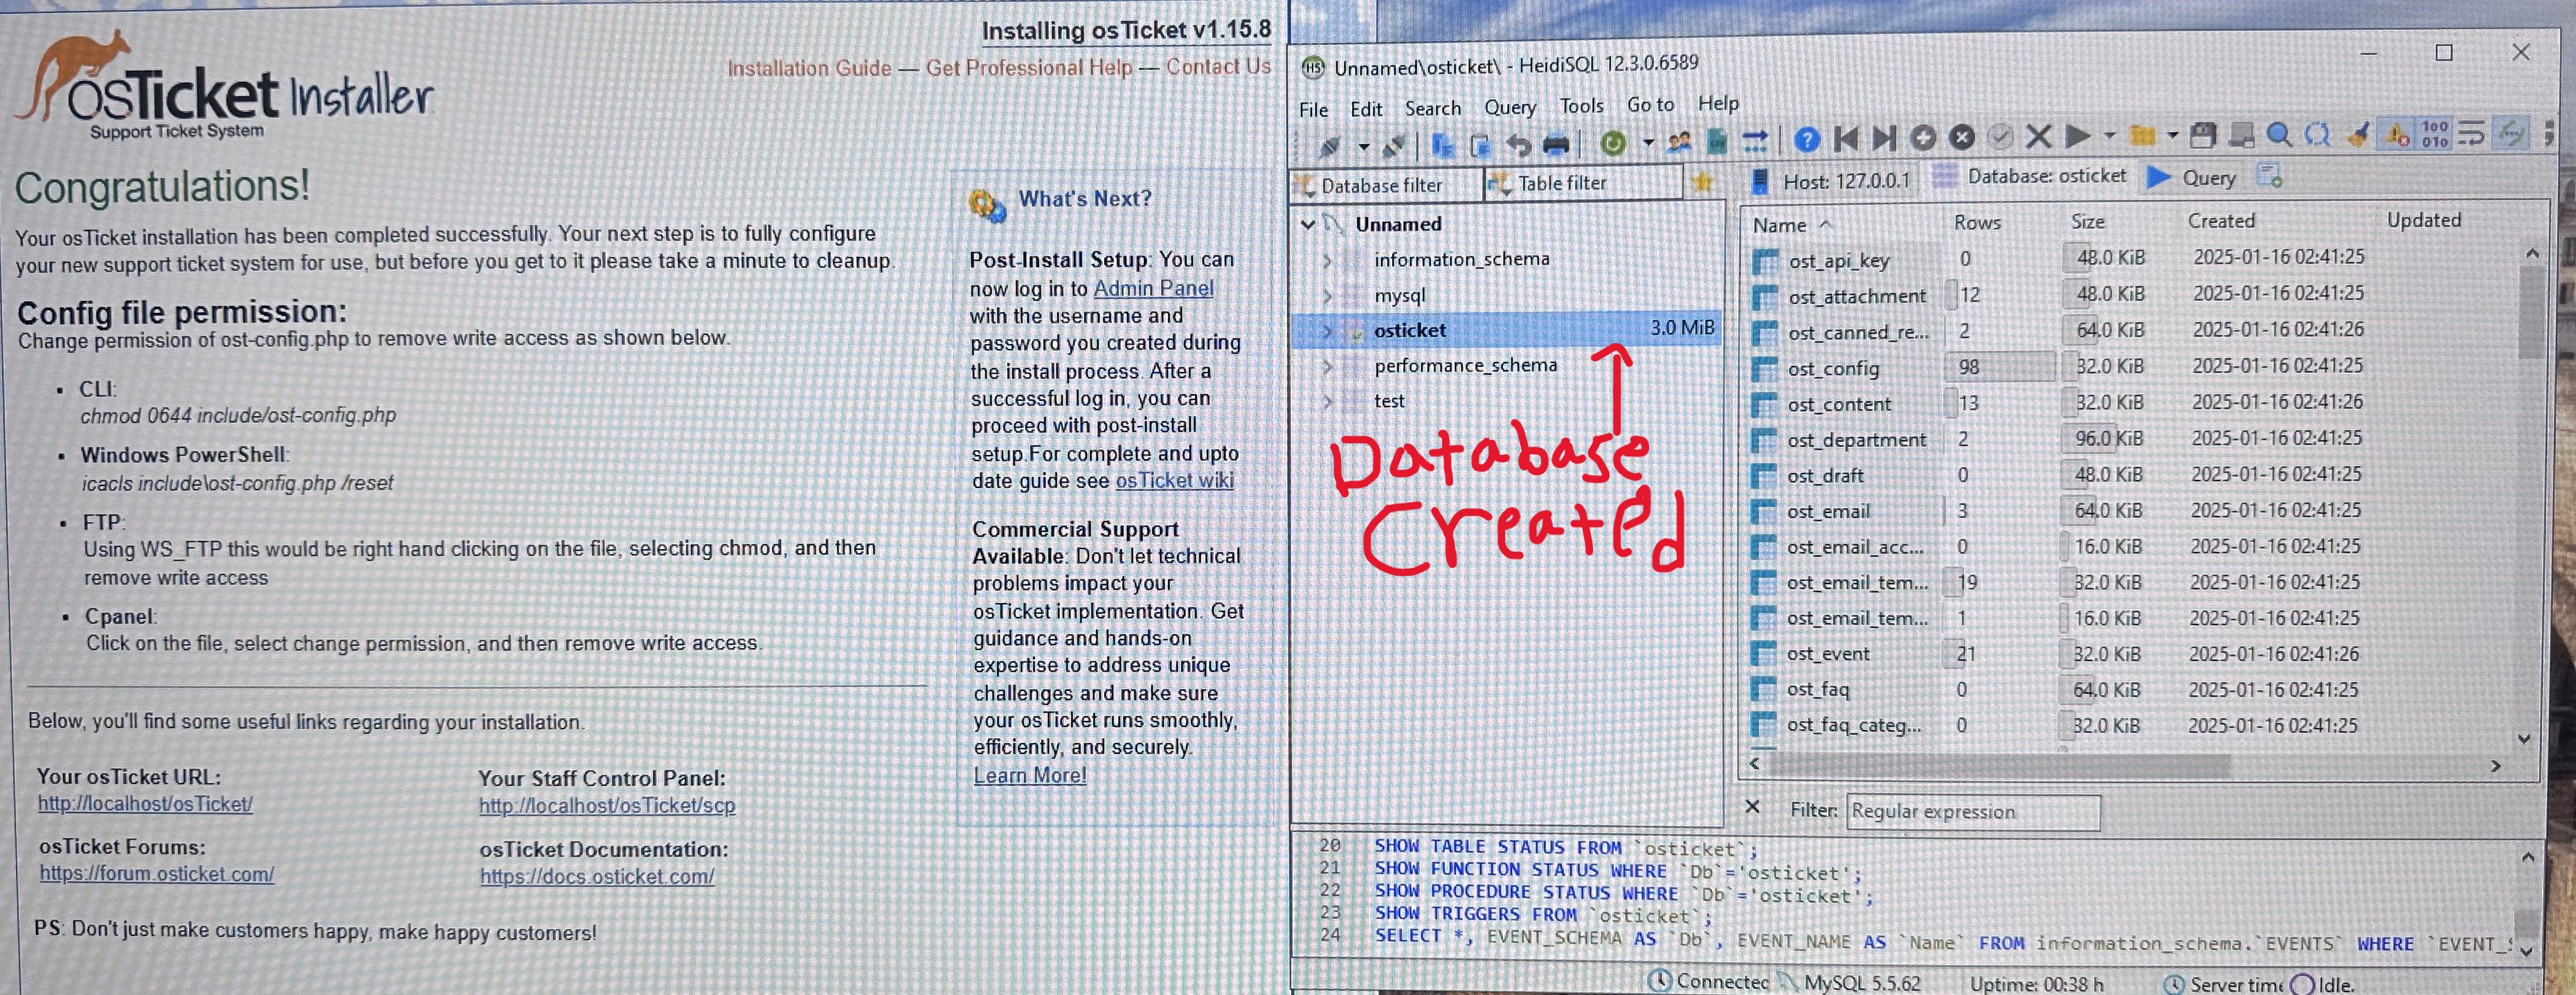 Installing osTicket v1.15.8
Installation Guide — Get Professional Help — Contact Us
osTicket Installer
Support Ticket System
Congratulations!
Your osTicket installation has been completed successfully. Your next step is to fully configure
your new support ticket system for use, but before you get to it please take a minute to cleanup.
Config file permission:
Change permission of ost-config.php to remove write access as shown below.
• CLI:
chmod 0644 include/ost-config.php
• Windows PowerShell:
icacls include\ost-config.php /reset
• FTP:
Using WS_FTP this would be right hand clicking on the file, selecting chmod, and then
remove write access
• Cpanel:
Click on the file, select change permission, and then remove write access.
Below, you'll find some useful links regarding your installation.
Your osTicket URL:
http://localhost/osTicket/
Your Staff Control Panel:
http://localhost/osTicket/scp
osTicket Forums:
https://forum.osticket.com/
osTicket Documentation:
https://docs.osticket.com/
PS: Don't just make customers happy, make happy customers!
What's Next?
Post-Install Setup: You can
now log in to Admin Panel
with the username and
password you created during
the install process. After a
successful log in, you can
proceed with post-install
setup.For complete and upto
date guide see osTicket wiki
Commercial Support
Available: Don't let technical
problems impact your
osTicket implementation. Get
guidance and hands-on
expertise to address unique
challenges and make sure
your osTicket runs smoothly,
efficiently, and securely.
Learn More!
HS Unnamed\osticket\ - HeidiSQL 12.3.0.6589
File Edit Search Query Tools Go to Help
100
010
Database filter Table filter
Host: 127.0.0.1 Database: osticket Query
Unnamed
information_schema
mysql
osticket 3.0 MiB
performance_schema
test
Database
Created
Name Rows Size Created Updated
ost_api_key 0 48.0 KiB 2025-01-16 02:41:25
ost_attachment 12 48.0 KiB 2025-01-16 02:41:25
ost_canned_re... 2 64.0 KiB 2025-01-16 02:41:26
ost_config 98 32.0 KiB 2025-01-16 02:41:25
ost_content 13 32.0 KiB 2025-01-16 02:41:26
ost_department 2 96.0 KiB 2025-01-16 02:41:25
ost_draft 0 48.0 KiB 2025-01-16 02:41:25
ost_email 3 64.0 KiB 2025-01-16 02:41:25
ost_email_acc... 0 16.0 KiB 2025-01-16 02:41:25
ost_email_tem... 19 32.0 KiB 2025-01-16 02:41:25
ost_email_tem... 1 16.0 KiB 2025-01-16 02:41:25
ost_event 21 32.0 KiB 2025-01-16 02:41:26
ost_faq 0 64.0 KiB 2025-01-16 02:41:25
ost_faq_categ... 0 32.0 KiB 2025-01-16 02:41:25
Filter: Regular expression
20 SHOW TABLE STATUS FROM `osticket`;
21 SHOW FUNCTION STATUS WHERE `Db`='osticket';
22 SHOW PROCEDURE STATUS WHERE `Db`='osticket';
23 SHOW TRIGGERS FROM `osticket`;
24 SELECT *, EVENT_SCHEMA AS `Db`, EVENT_NAME AS `Name` FROM information_schema.`EVENTS` WHERE `EVENT_S
Connectec MySQL 5.5.62 Uptime: 00:38 h Server time Idle.